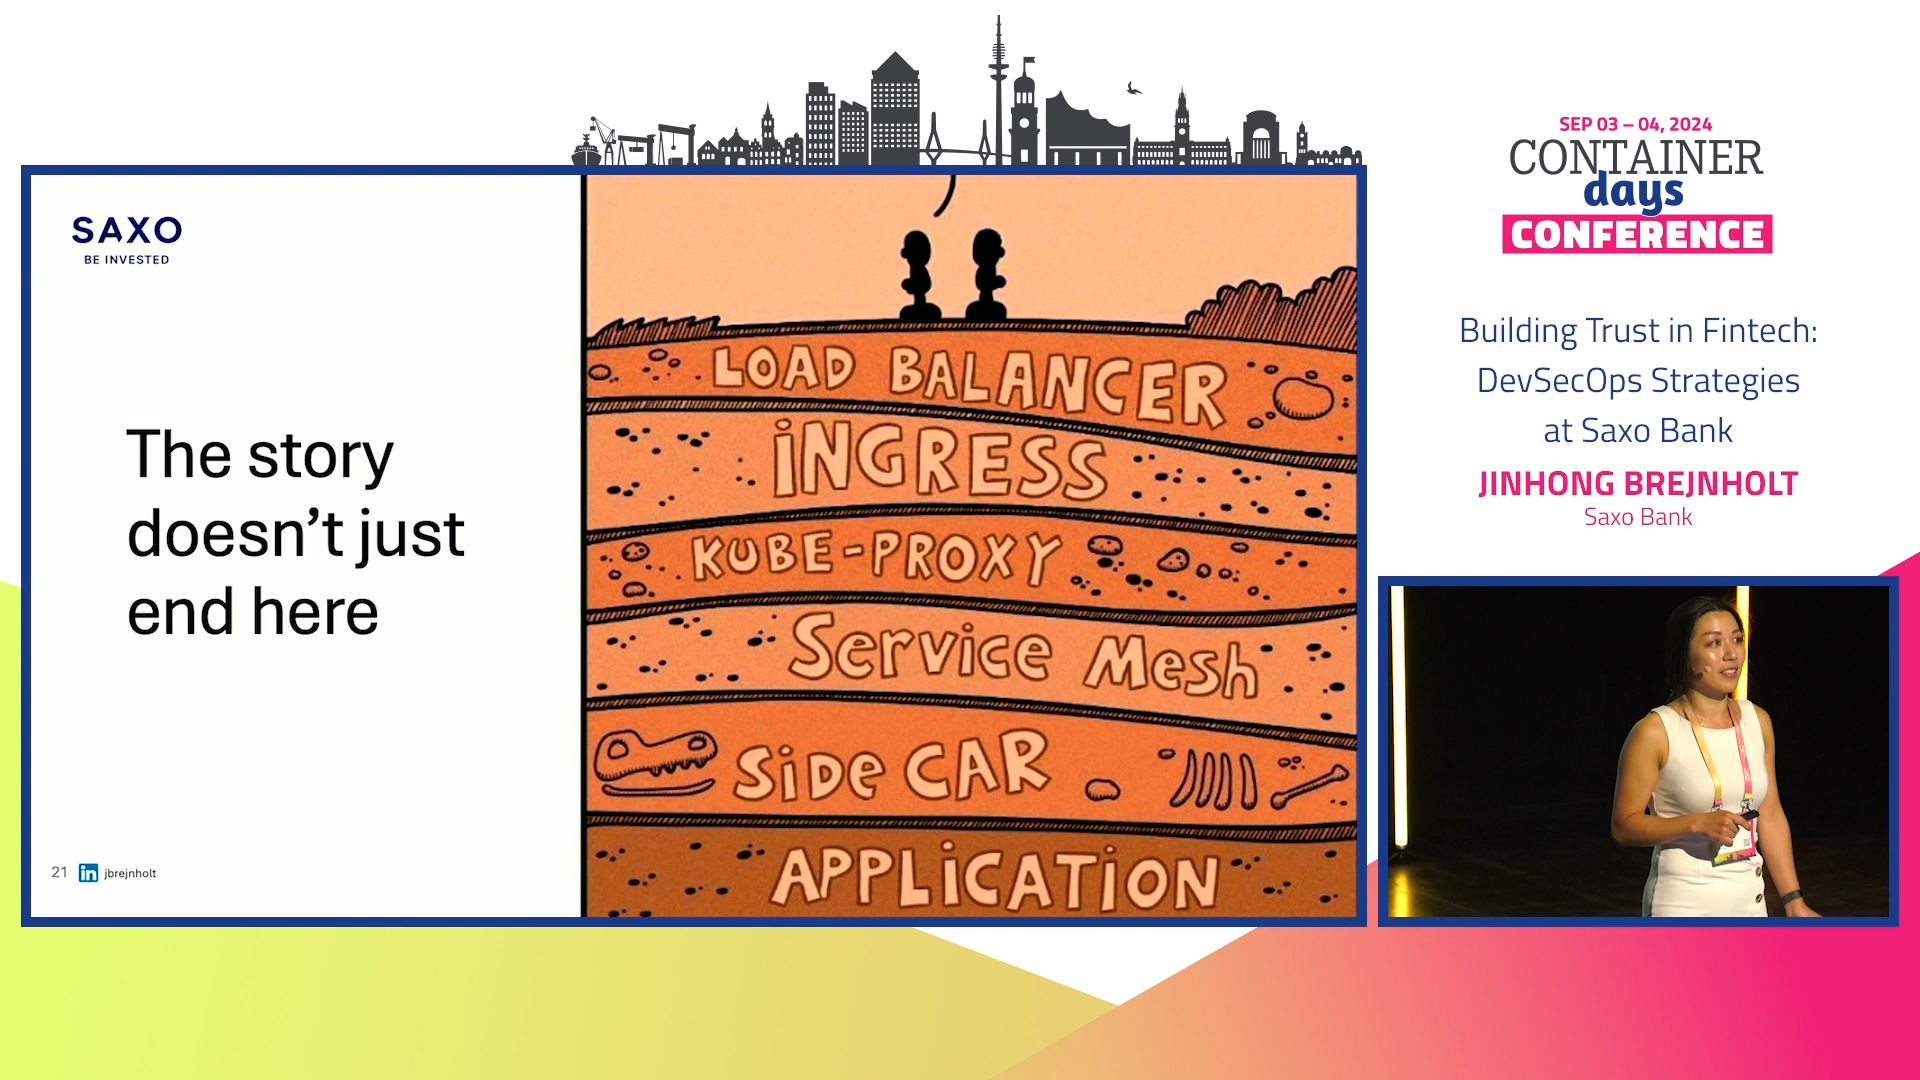 SAXO
BE INVESTED
The story
doesn’t just
end here
21 in jbrejnholt
LOAD BALANCER
iNGRESS
KUBE-PROXY
Service Mesh
SiDe CAR
APPLiCATiON
SEP 03 – 04, 2024
CONTAINER
days
CONFERENCE
Building Trust in Fintech:
DevSecOps Strategies
at Saxo Bank
JINHONG BREJNHOLT
Saxo Bank